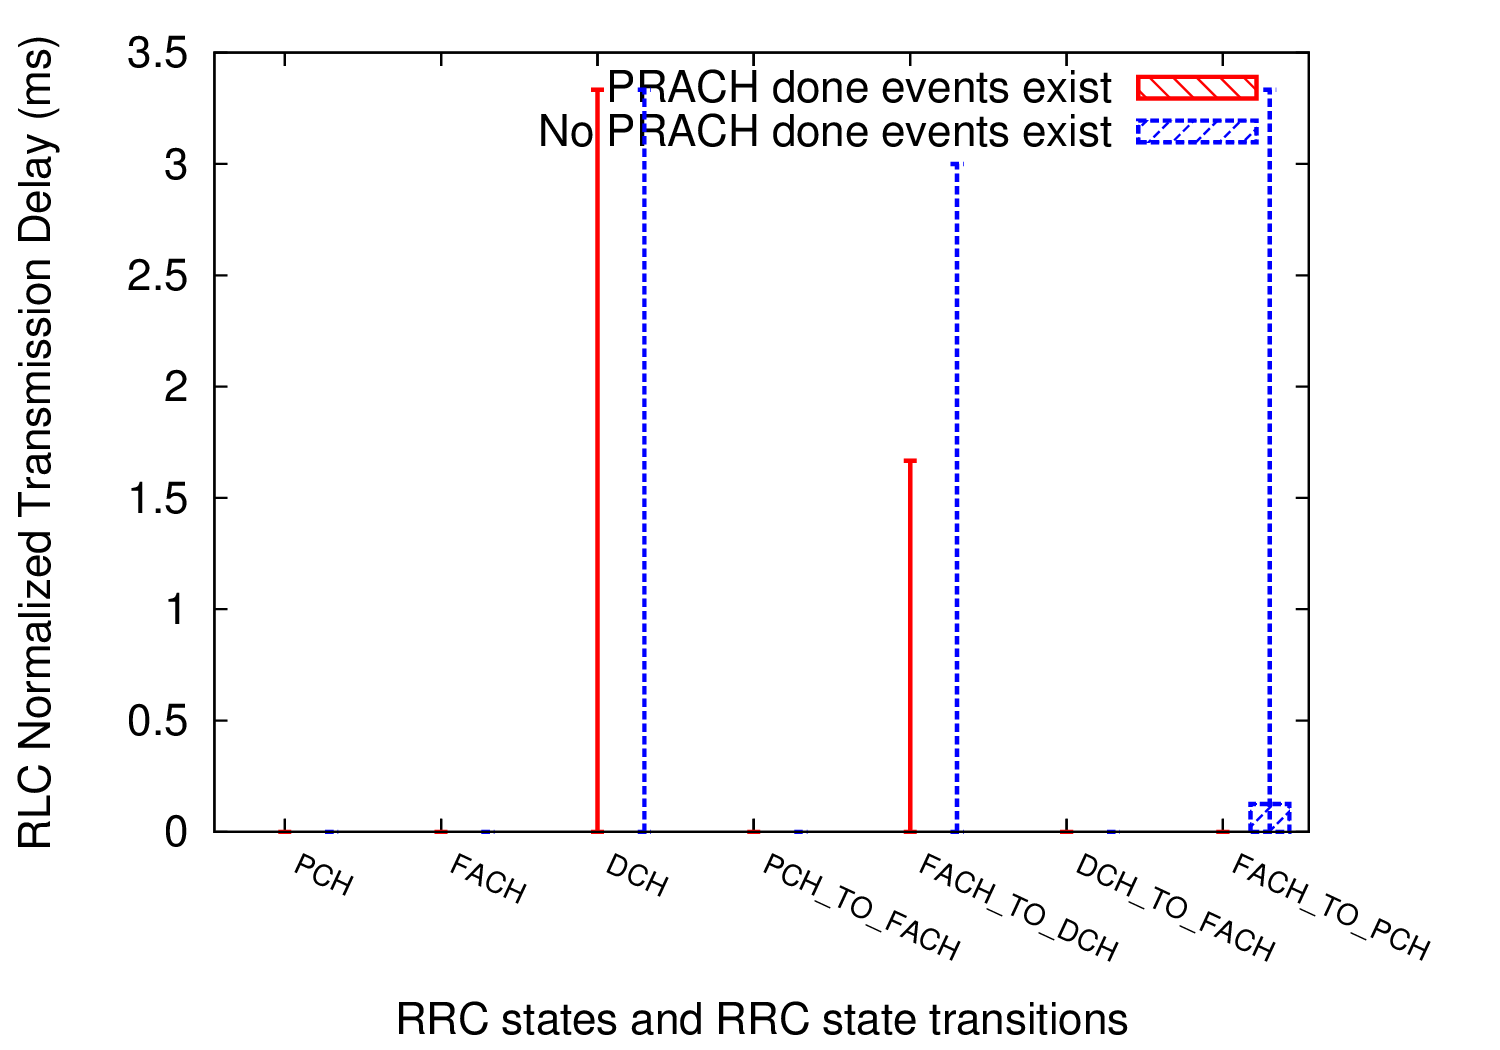 RLC Normalized Transmission Delay (ms)
3.5
3
2.5
2
1.5
1
0.5
0
PRACH done events exist
No PRACH done events exist
PCH
FACH
DCH
PCH_TO_FACH
FACH_TO_DCH
DCH_TO_FACH
FACH_TO_PCH
RRC states and RRC state transitions